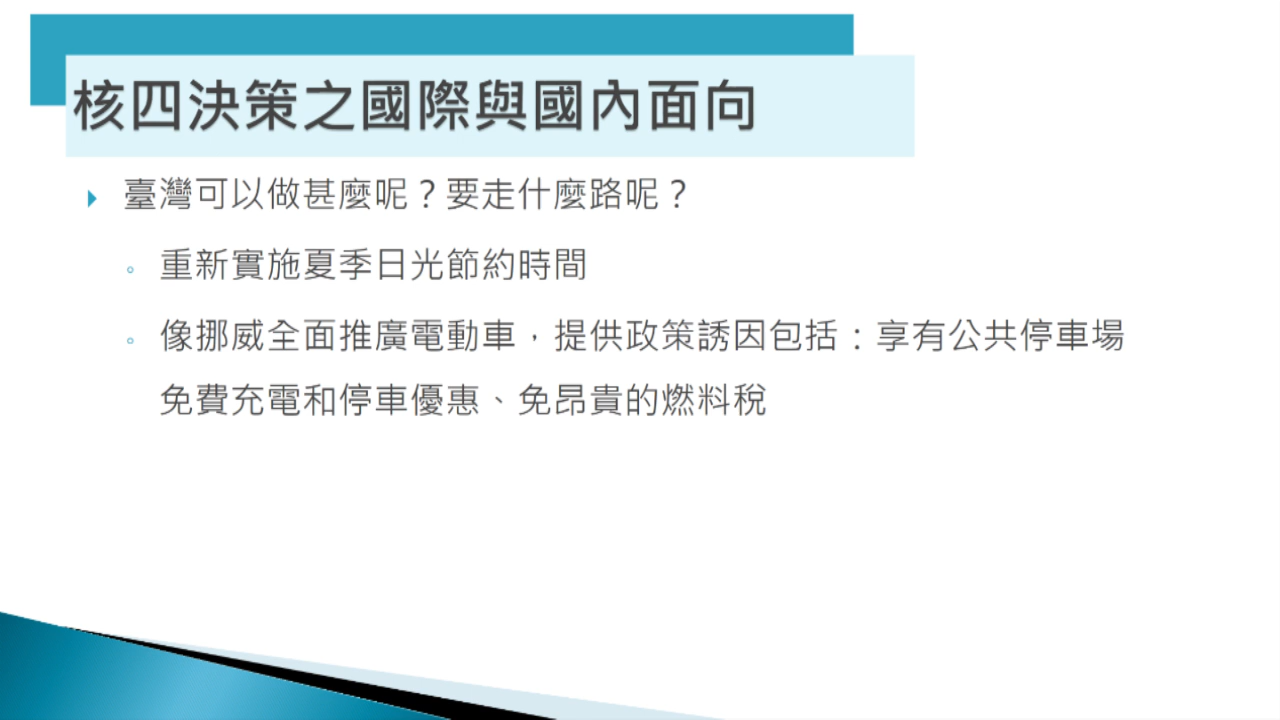 核四決策之國際與國內面向
臺灣可以做甚麼呢？要走什麼路呢？
重新實施夏季日光節約時間
像挪威全面推廣電動車，提供政策誘因包括：享有公共停車場
免費充電和停車優惠、免昂貴的燃料稅